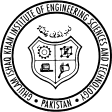 GHULAM ISHAQ KHAN INSTITUTE OF ENGINEERING SCIENCES AND TECHNOLOGY
PAKISTAN